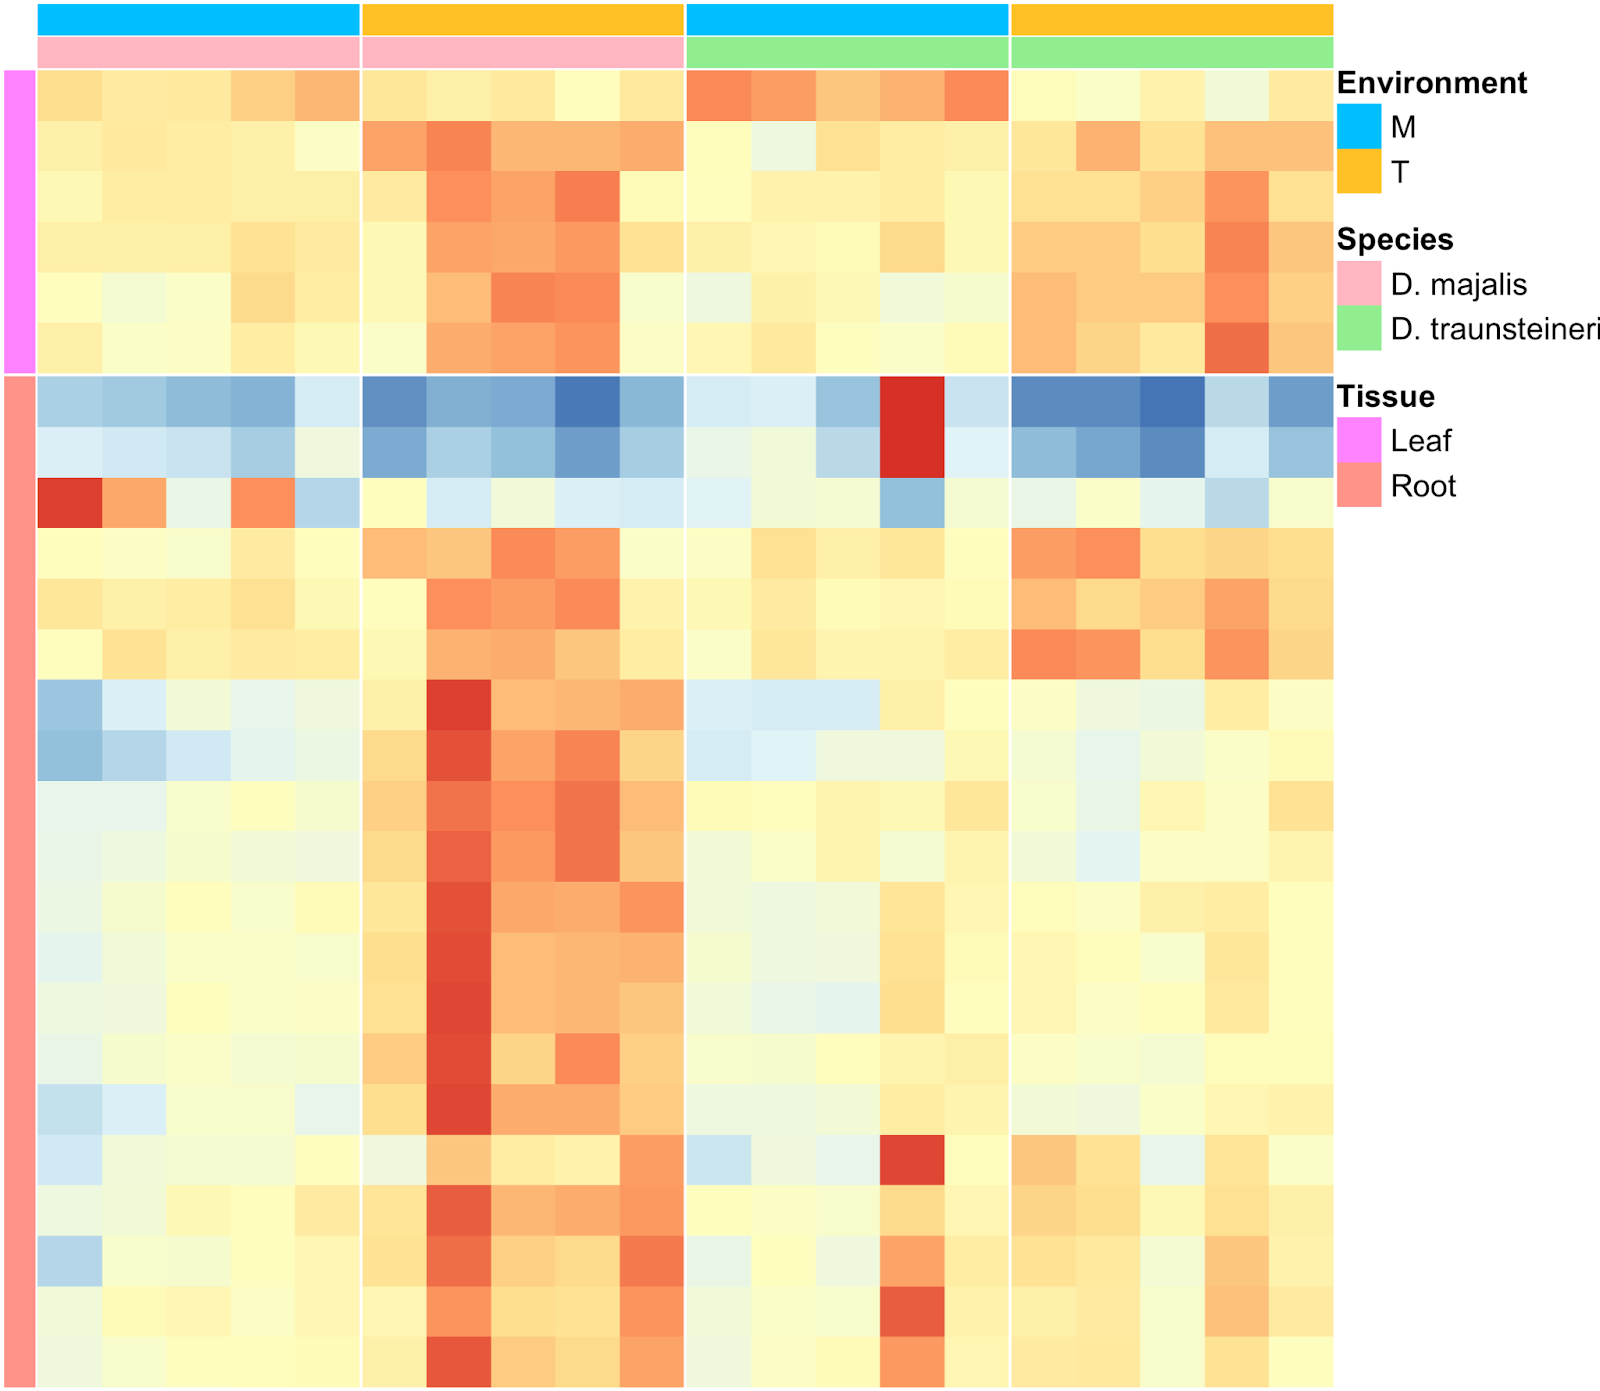 Environment
M
T
Species
D. majalis
D. traunsteineri
Tissue
Leaf
Root